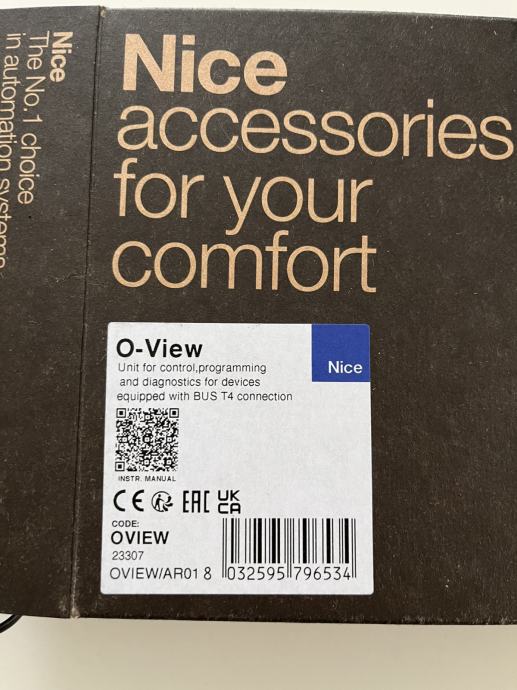 Nice
The No.1 choice
in automation systems
Nice
accessories
for your
comfort
O-View
Unit for control,programming
and diagnostics for devices
equipped with BUS T4 connection
Nice
INSTR. MANUAL
CE EAC UK
CA
CODE:
OVIEW
23307
OVIEW/AR01 8 032595 796534